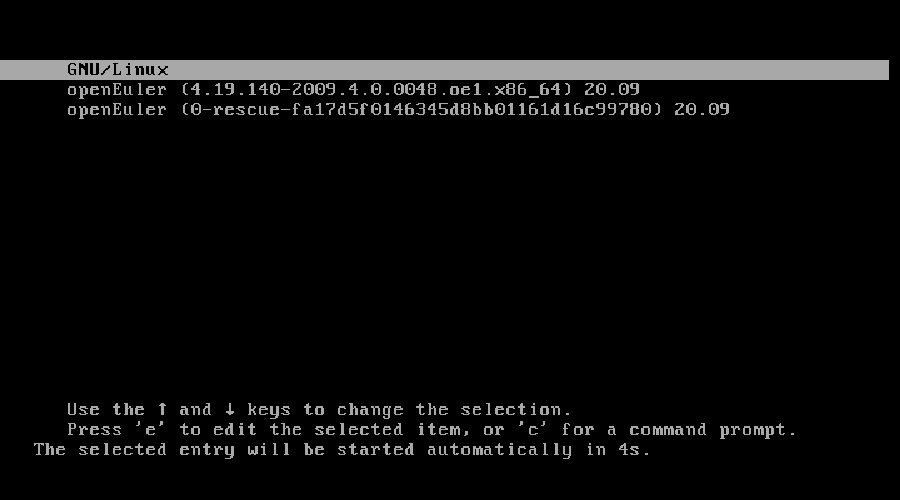 GNU/Linux
openEuler (4.19.140-2009.4.0.0048.oe1.x86_64) 20.09
openEuler (0-rescue-fa17d5f0146345d8bb01161d16c99780) 20.09
Use the ↑ and ↓ keys to change the selection.
Press 'e' to edit the selected item, or 'c' for a command prompt.
The selected entry will be started automatically in 4s.